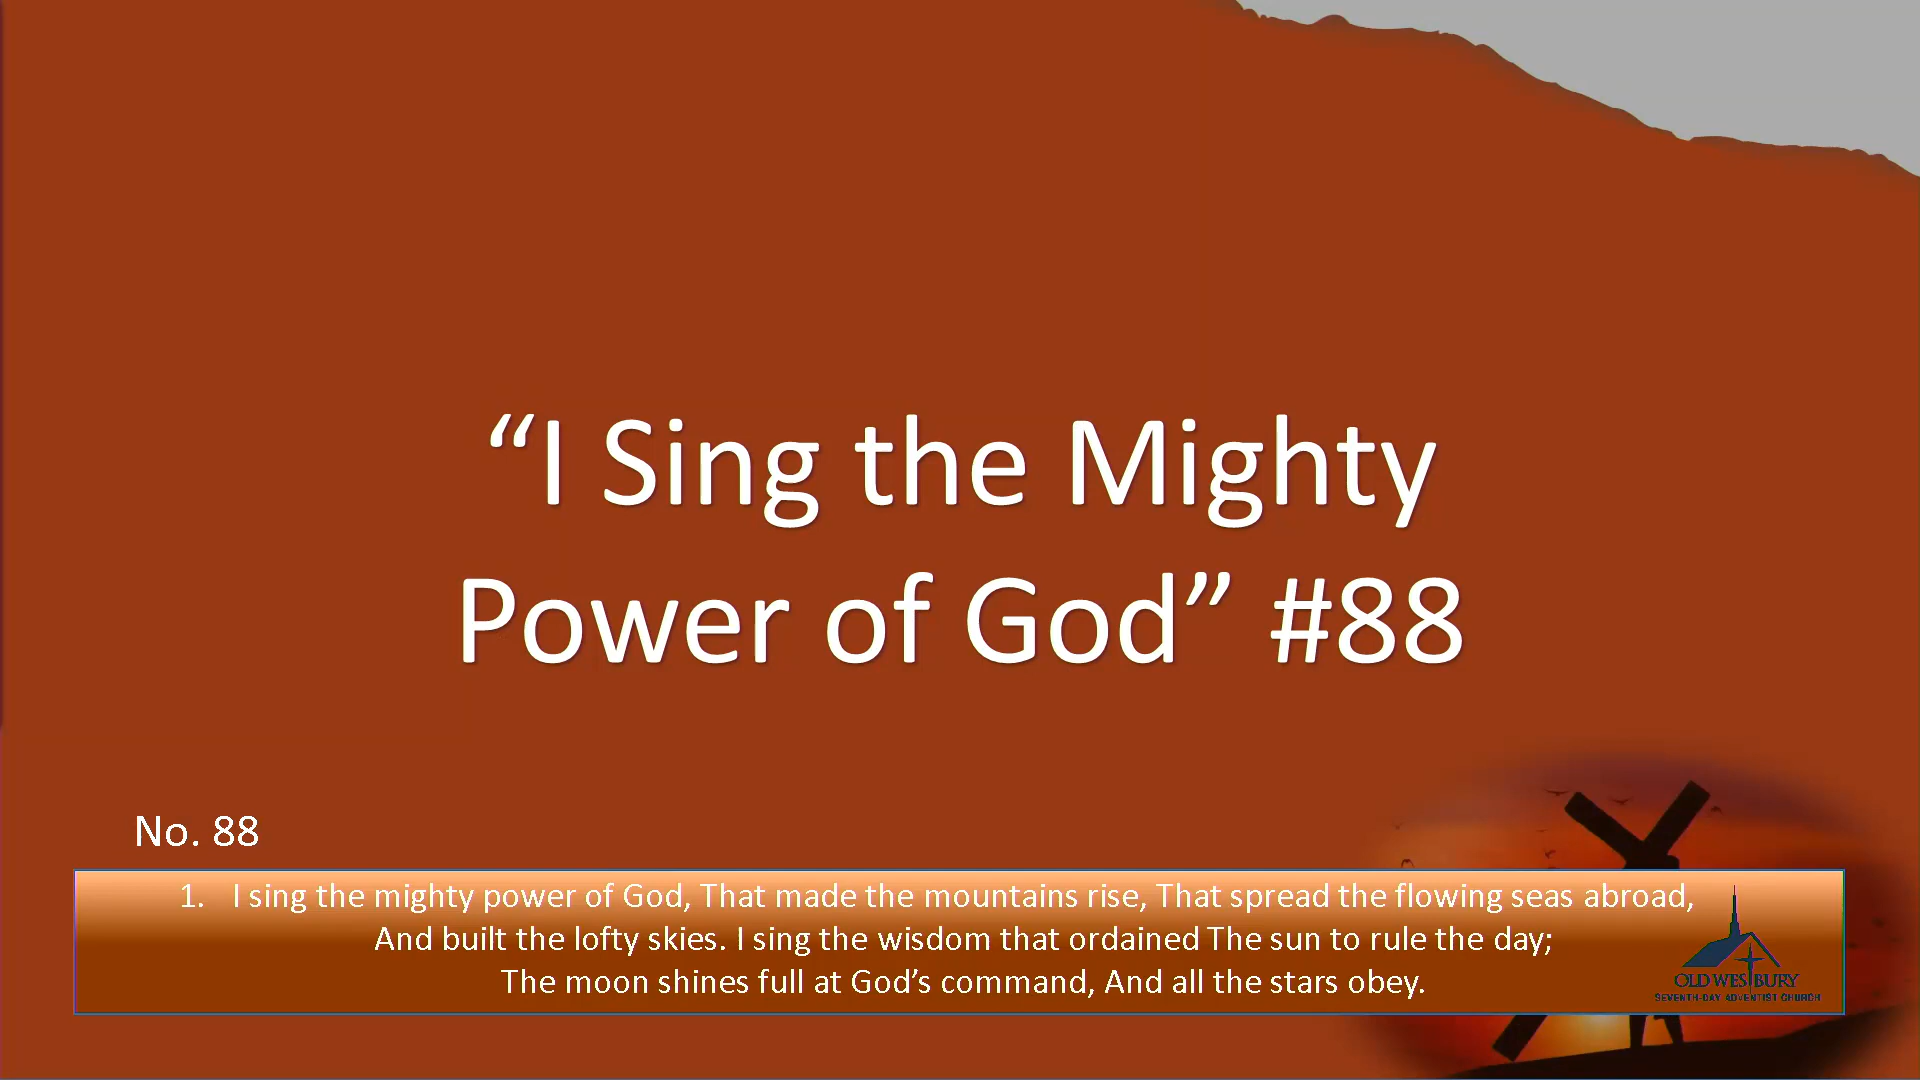 “I Sing the Mighty
Power of God” #88
No. 88
1. I sing the mighty power of God, That made the mountains rise, That spread the flowing seas abroad,
And built the lofty skies. I sing the wisdom that ordained The sun to rule the day;
The moon shines full at God’s command, And all the stars obey.
OLD WESTBURY
SEVENTH-DAY ADVENTIST CHURCH